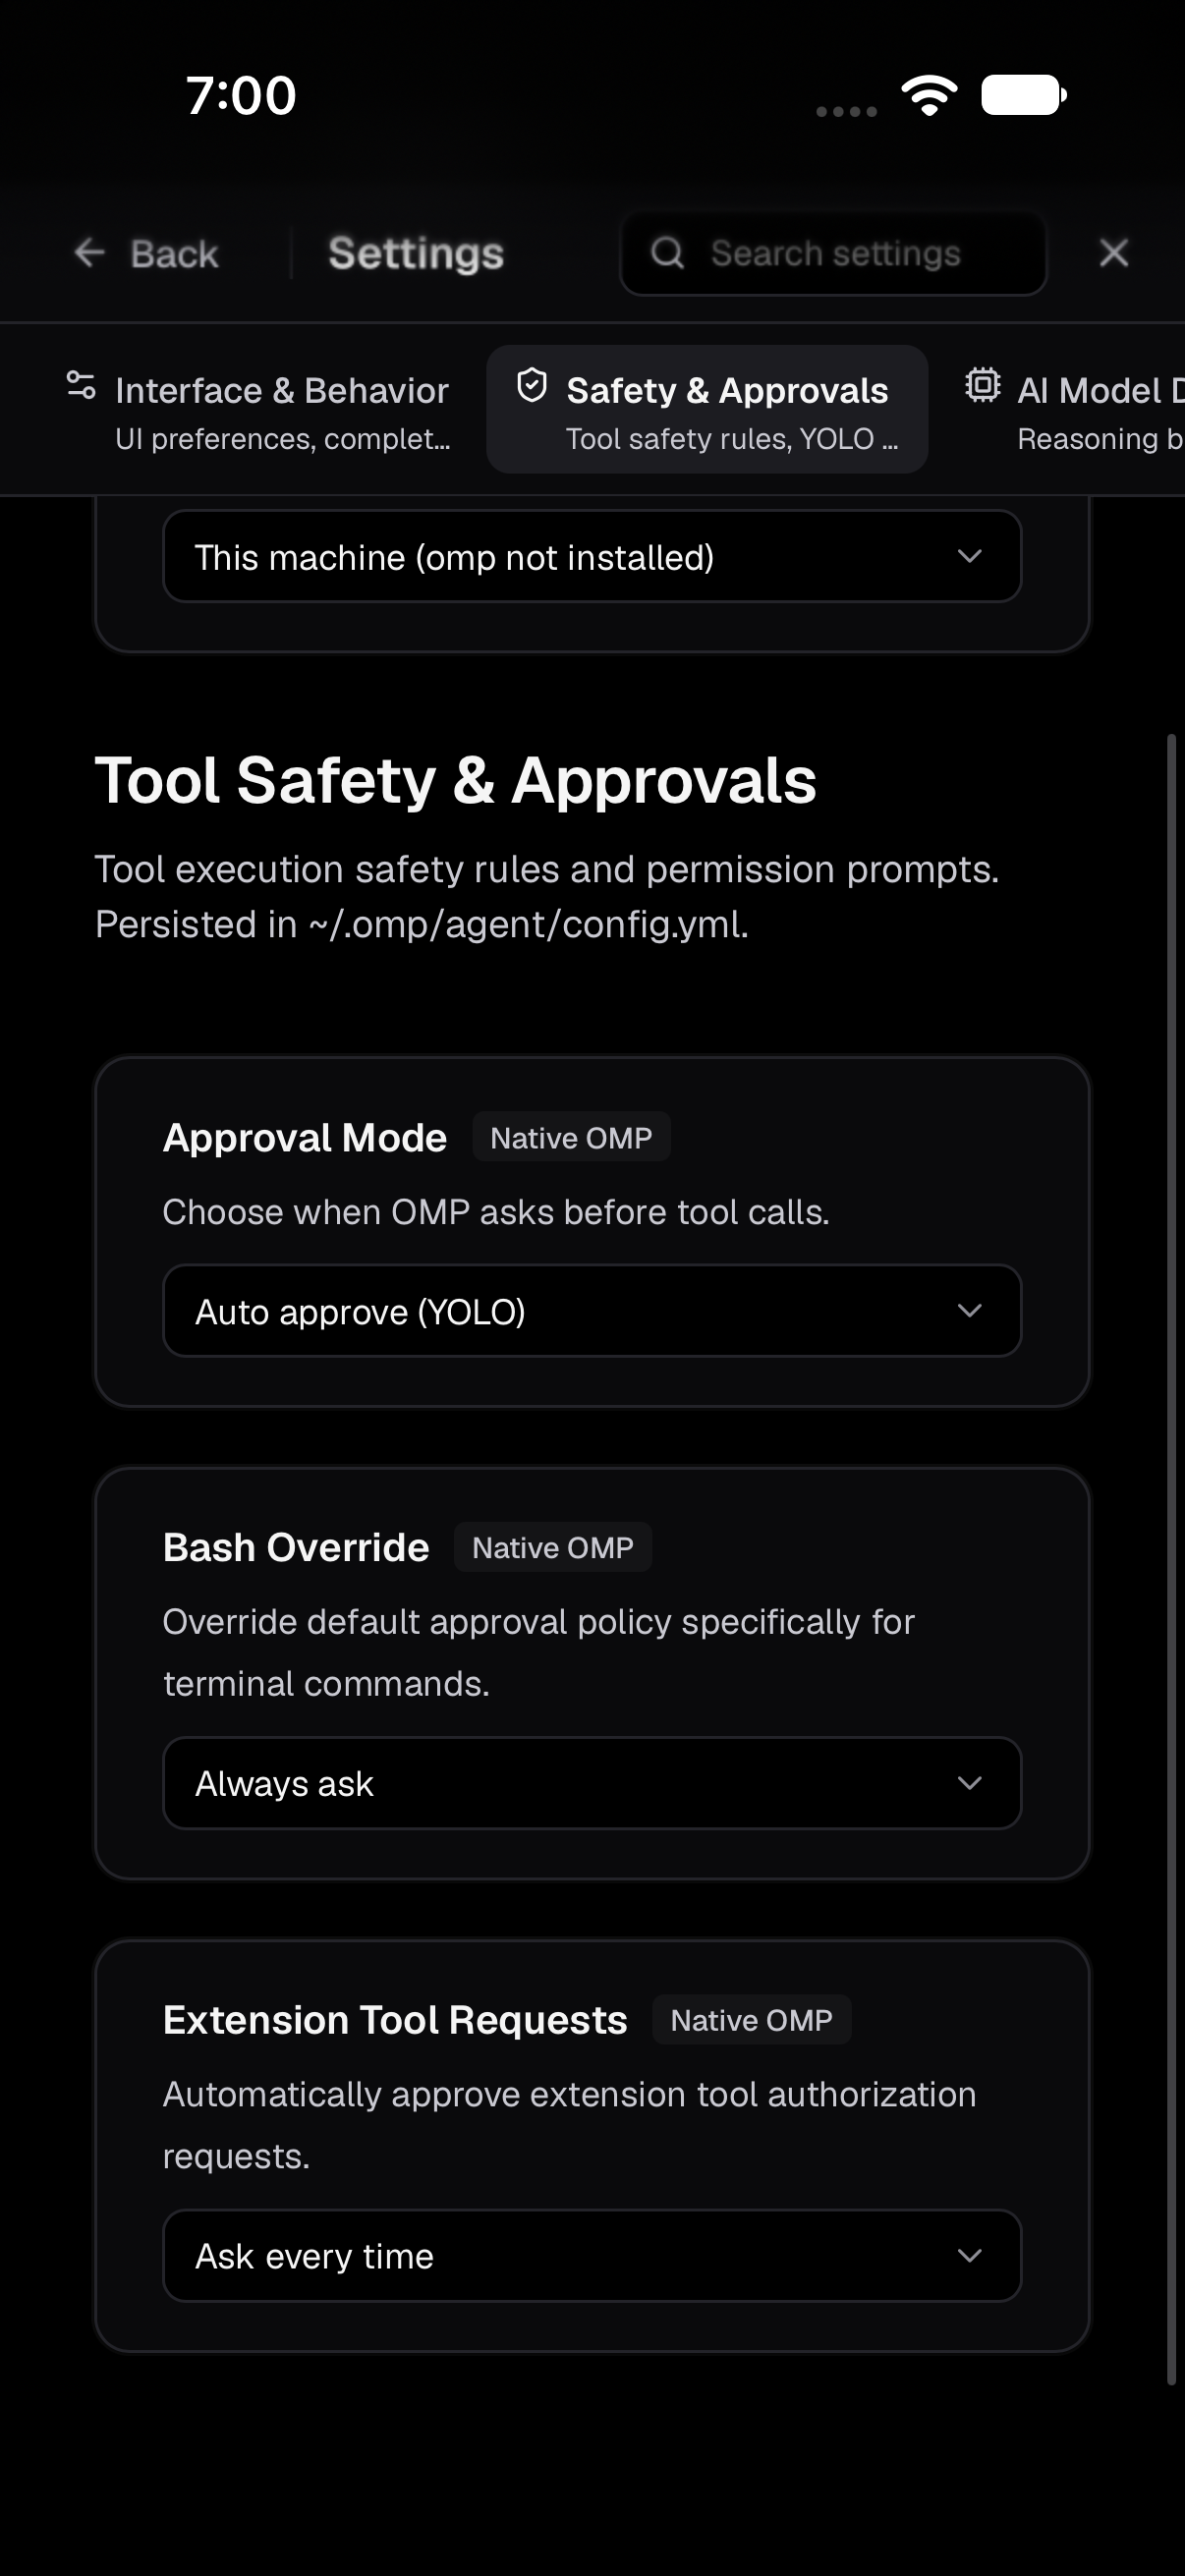 7:00
Back
Settings
Search settings
Interface & Behavior
UI preferences, complet...
Safety & Approvals
Tool safety rules, YOLO ...
AI Model D
Reasoning b
This machine (omp not installed)
Tool Safety & Approvals
Tool execution safety rules and permission prompts.
Persisted in ~/.omp/agent/config.yml.
Approval Mode
Native OMP
Choose when OMP asks before tool calls.
Auto approve (YOLO)
Bash Override
Native OMP
Override default approval policy specifically for
terminal commands.
Always ask
Extension Tool Requests
Native OMP
Automatically approve extension tool authorization
requests.
Ask every time